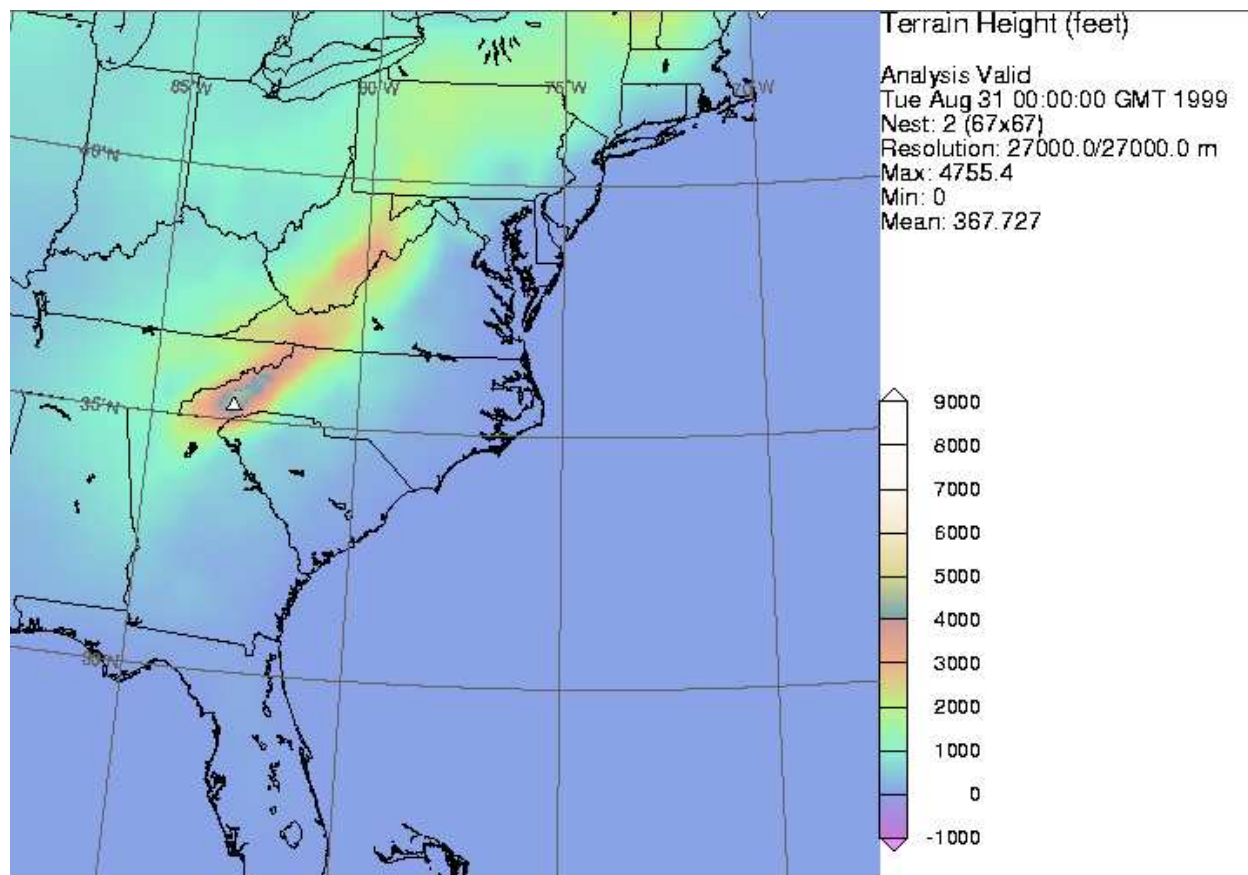 Terrain Height (feet)
Analysis Valid
Tue Aug 31 00:00:00 GMT 1999
Nest: 2 (67x67)
Resolution: 27000.0/27000.0 m
Max: 4755.4
Min: 0
Mean: 367.727
85°W 80°W 75°W 70°W
40°N
35°N
30°N
9000
8000
7000
6000
5000
4000
3000
2000
1000
0
-1000